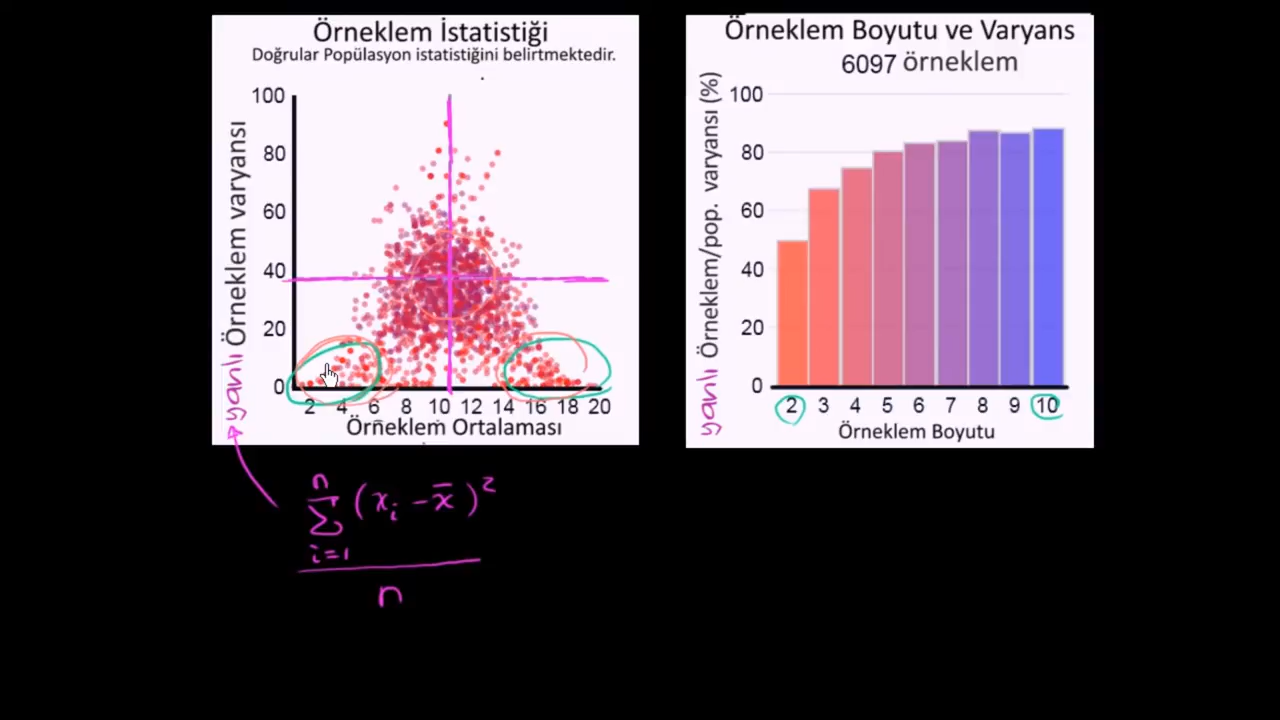 Örneklem İstatistiği
Doğrular Popülasyon istatistiğini belirtmektedir.
yanlı Örneklem varyansı
100
80
60
40
20
0
2 4 6 8 10 12 14 16 18 20
Örneklem Ortalaması
Örneklem Boyutu ve Varyans
6097 örneklem
yanlı Örneklem/pop. varyansı (%)
100
80
60
40
20
0
2 3 4 5 6 7 8 9 10
Örneklem Boyutu
n
Σ (xᵢ - x̄)²
i=1
n